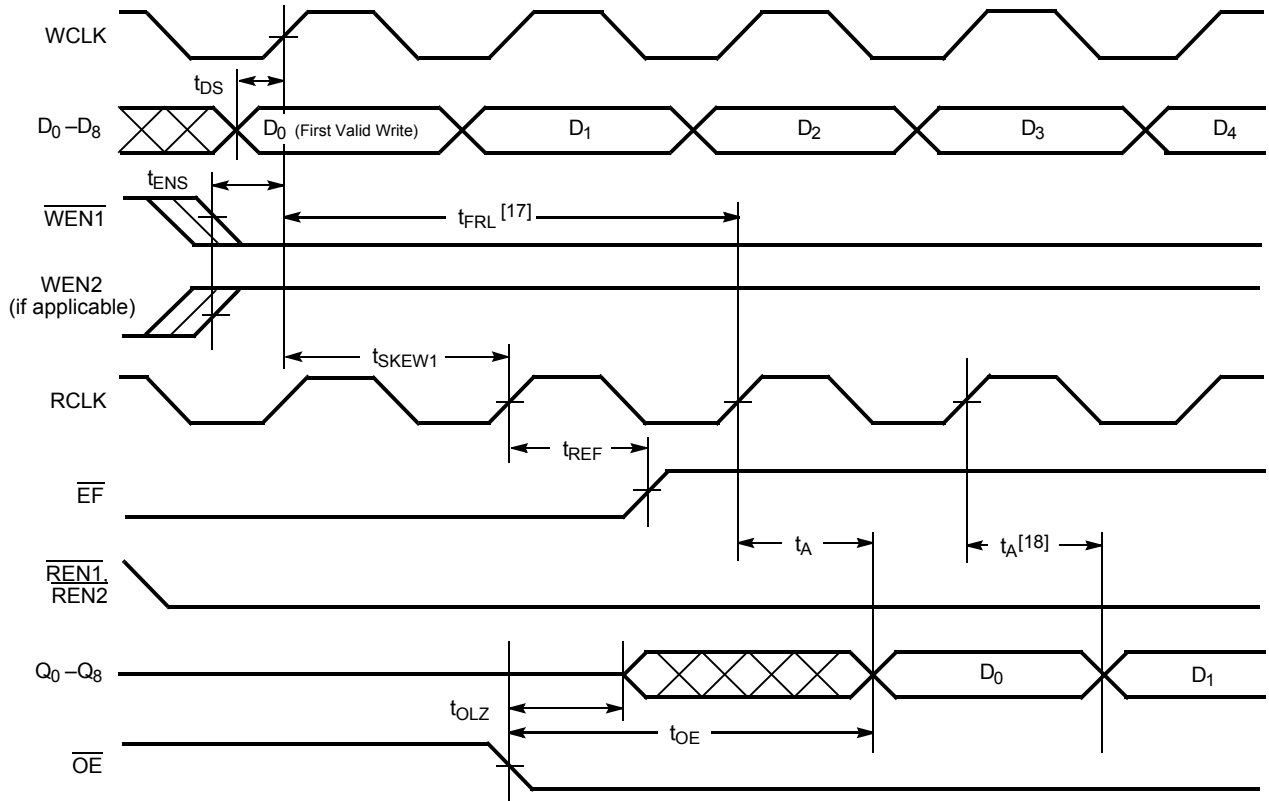 WCLK
tDS
D0 –D8
D0 (First Valid Write)
D1
D2
D3
D4
tENS
WEN1
tFRL [17]
WEN2
(if applicable)
tSKEW1
RCLK
tREF
EF
tA
tA[18]
REN1,
REN2
Q0 –Q8
D0
D1
tOLZ
tOE
OE